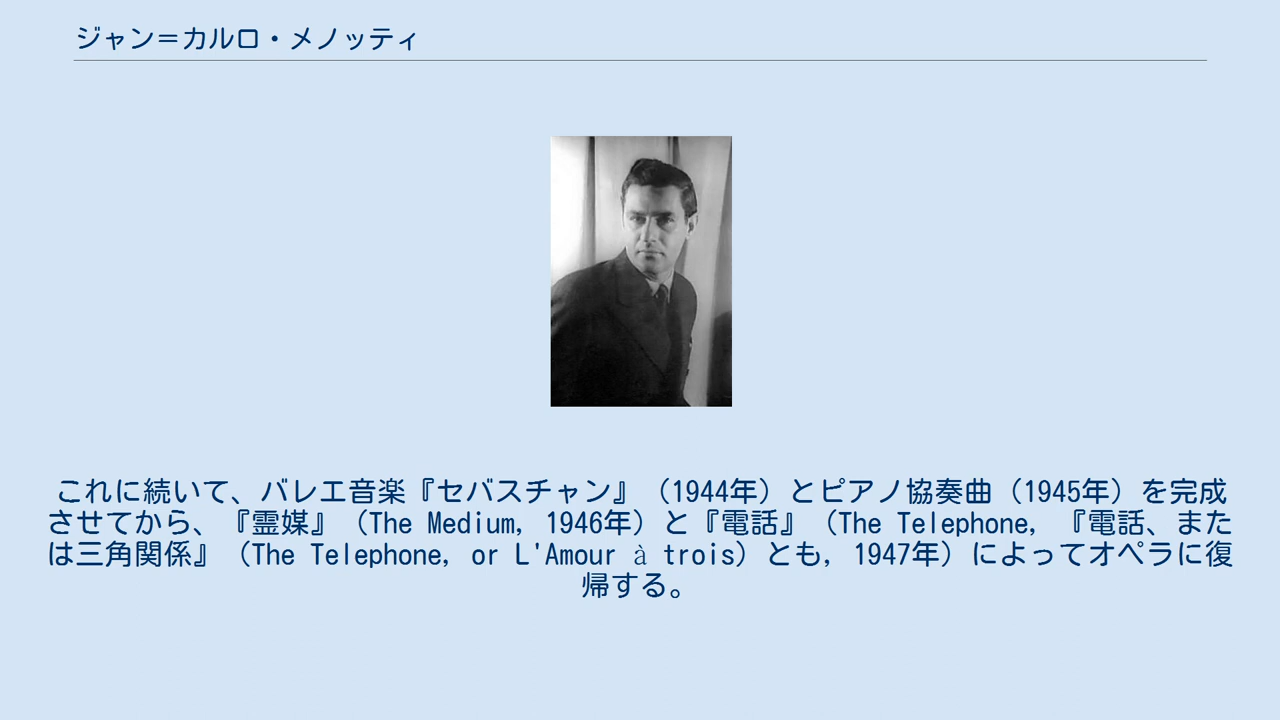 ジャン＝カルロ・メノッティ
これに続いて、バレエ音楽『セバスチャン』（1944年）とピアノ協奏曲（1945年）を完成
させてから、『霊媒』（The Medium, 1946年）と『電話』（The Telephone, 『電話、また
は三角関係』（The Telephone, or L'Amour à trois）とも, 1947年）によってオペラに復
帰する。